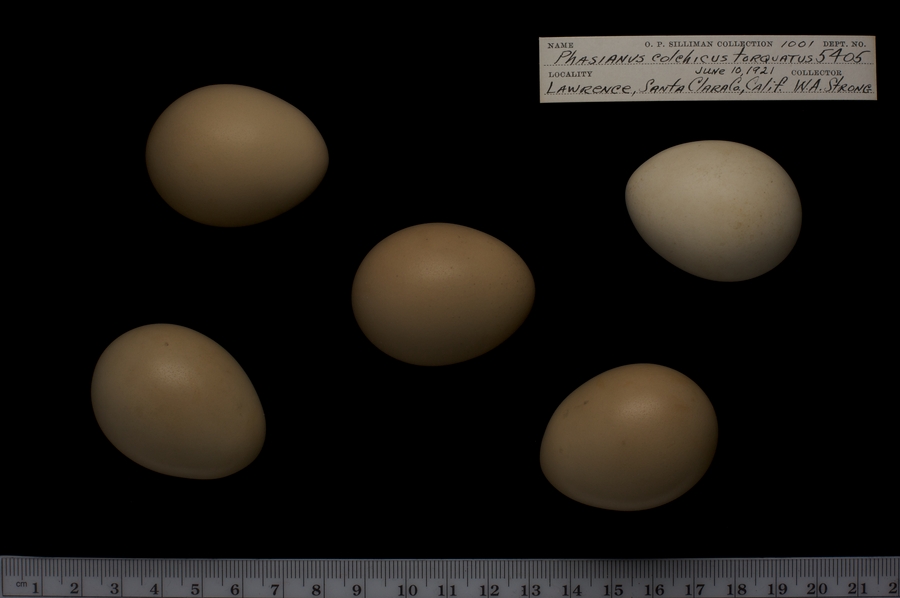 NAME O. P. SILLIMAN COLLECTION 1001 DEPT. NO.
Phasianus colchicus torquatus 5405
LOCALITY June 10, 1921 COLLECTOR
Lawrence, Santa Clara Co, Calif. W.A. Strong
cm 1 2 3 4 5 6 7 8 9 10 11 12 13 14 15 16 17 18 19 20 21 2